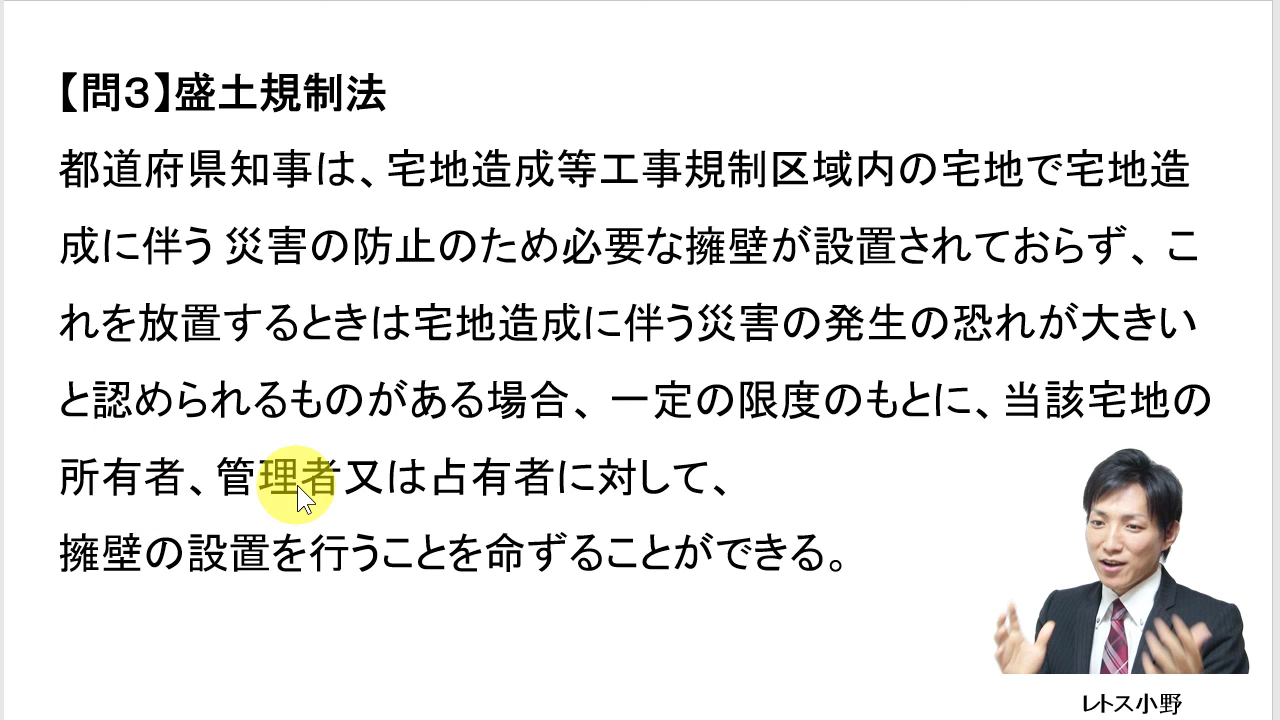 【問３】盛土規制法
都道府県知事は、宅地造成等工事規制区域内の宅地で宅地造
成に伴う 災害の防止のため必要な擁壁が設置されておらず、こ
れを放置するときは宅地造成に伴う災害の発生の恐れが大きい
と認められるものがある場合、一定の限度のもとに、当該宅地の
所有者、管理者又は占有者に対して、
擁壁の設置を行うことを命ずることができる。
レトス小野